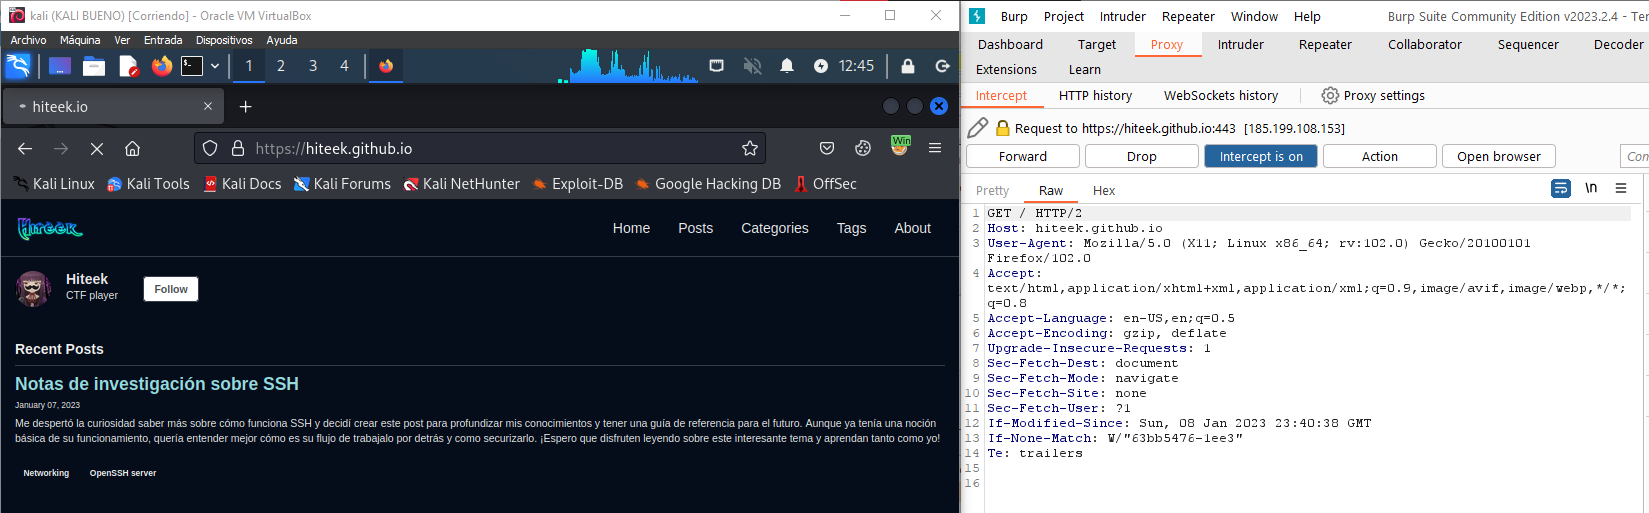 kali (KALI BUENO) [Corriendo] - Oracle VM VirtualBox
Archivo Máquina Ver Entrada Dispositivos Ayuda
1 2 3 4 12:45
hiteek.io
https://hiteek.github.io
Win
Kali Linux Kali Tools Kali Docs Kali Forums Kali NetHunter Exploit-DB Google Hacking DB OffSec
Hiteek Home Posts Categories Tags About
Hiteek
CTF player
Follow
Recent Posts
Notas de investigación sobre SSH
January 07, 2023
Me despertó la curiosidad saber más sobre cómo funciona SSH y decidí crear este post para profundizar mis conocimientos y tener una guía de referencia para el futuro. Aunque ya tenía una noción
básica de su funcionamiento, quería entender mejor cómo es su flujo de trabajalo por detrás y como securizarlo. ¡Espero que disfruten leyendo sobre este interesante tema y aprendan tanto como yo!
Networking OpenSSH server
Burp Project Intruder Repeater Window Help Burp Suite Community Edition v2023.2.4 - Te
Dashboard Target Proxy Intruder Repeater Collaborator Sequencer Decoder
Extensions Learn
Intercept HTTP history WebSockets history Proxy settings
Request to https://hiteek.github.io:443 [185.199.108.153]
Forward Drop Intercept is on Action Open browser Con
Pretty Raw Hex \n
1 GET / HTTP/2
2 Host: hiteek.github.io
3 User-Agent: Mozilla/5.0 (X11; Linux x86_64; rv:102.0) Gecko/20100101
Firefox/102.0
4 Accept:
text/html,application/xhtml+xml,application/xml;q=0.9,image/avif,image/webp,*/*;
q=0.8
5 Accept-Language: en-US,en;q=0.5
6 Accept-Encoding: gzip, deflate
7 Upgrade-Insecure-Requests: 1
8 Sec-Fetch-Dest: document
9 Sec-Fetch-Mode: navigate
10 Sec-Fetch-Site: none
11 Sec-Fetch-User: ?1
12 If-Modified-Since: Sun, 08 Jan 2023 23:40:38 GMT
13 If-None-Match: W/"63bb5476-1ee3"
14 Te: trailers
15
16